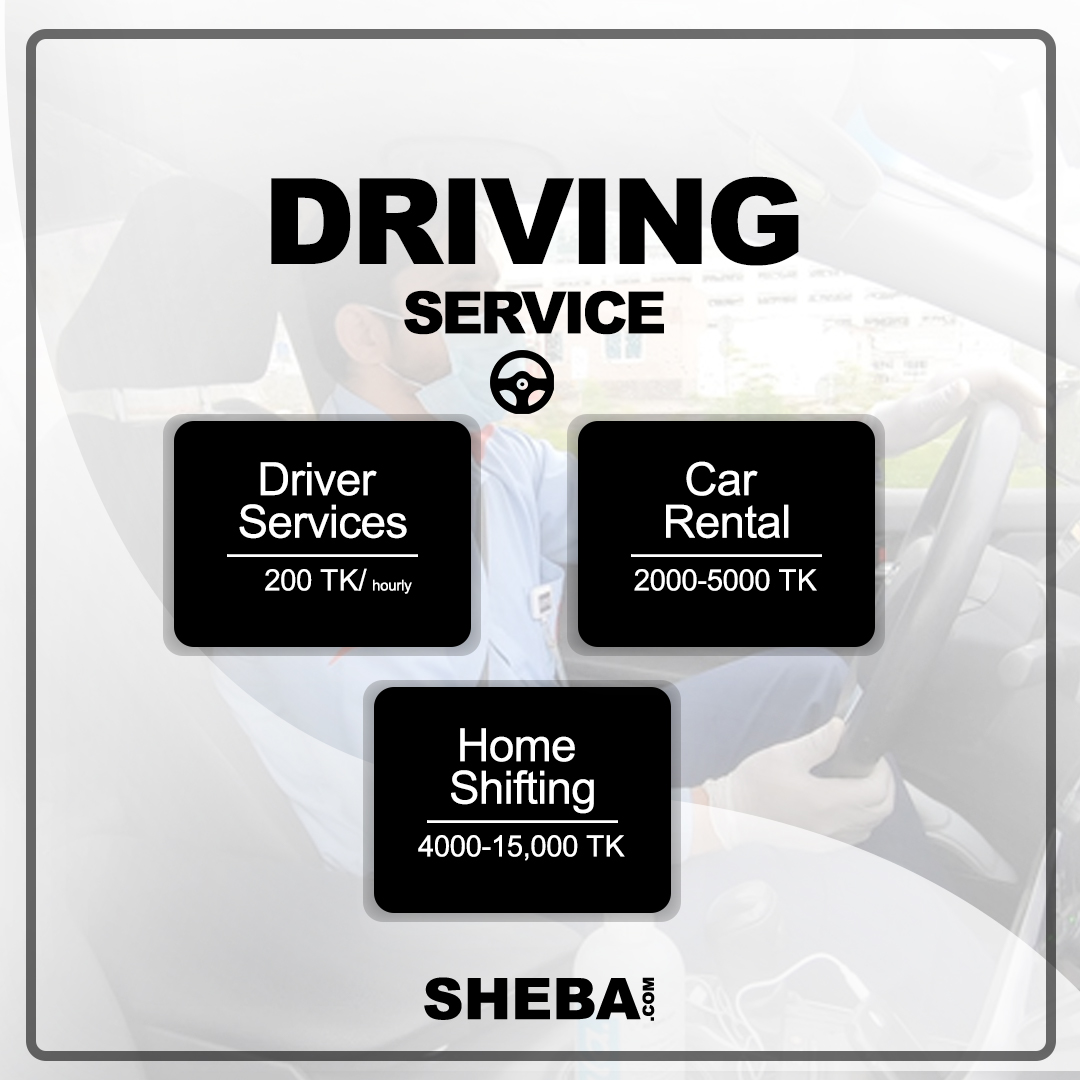 DRIVING
SERVICE
Driver
Services
200 TK/ hourly
Car
Rental
2000-5000 TK
Home
Shifting
4000-15,000 TK
SHEBA.COM